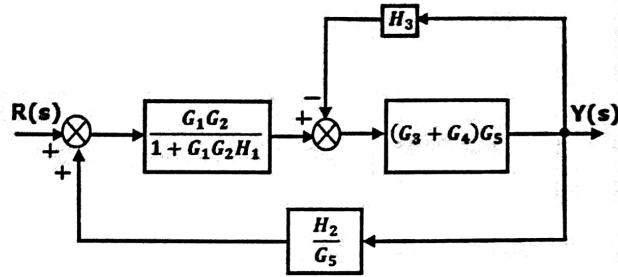 H₃
R(s)
+
+
G₁G₂
1 + G₁G₂H₁
+
−
(G₃ + G₄)G₅
Y(s)
H₂
G₅